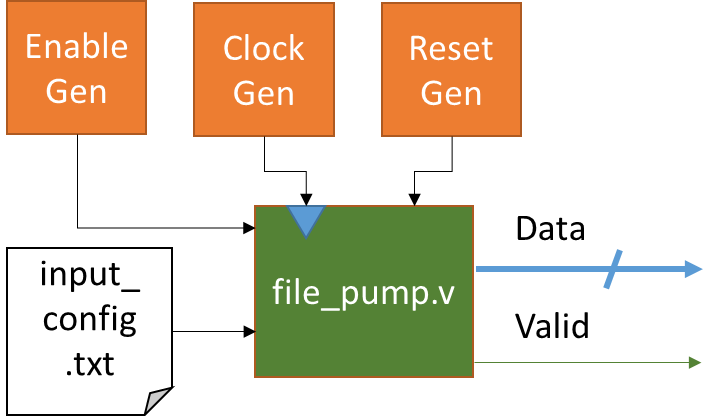 Enable
Gen
Clock
Gen
Reset
Gen
input_
config
.txt
file_pump.v
Data
Valid